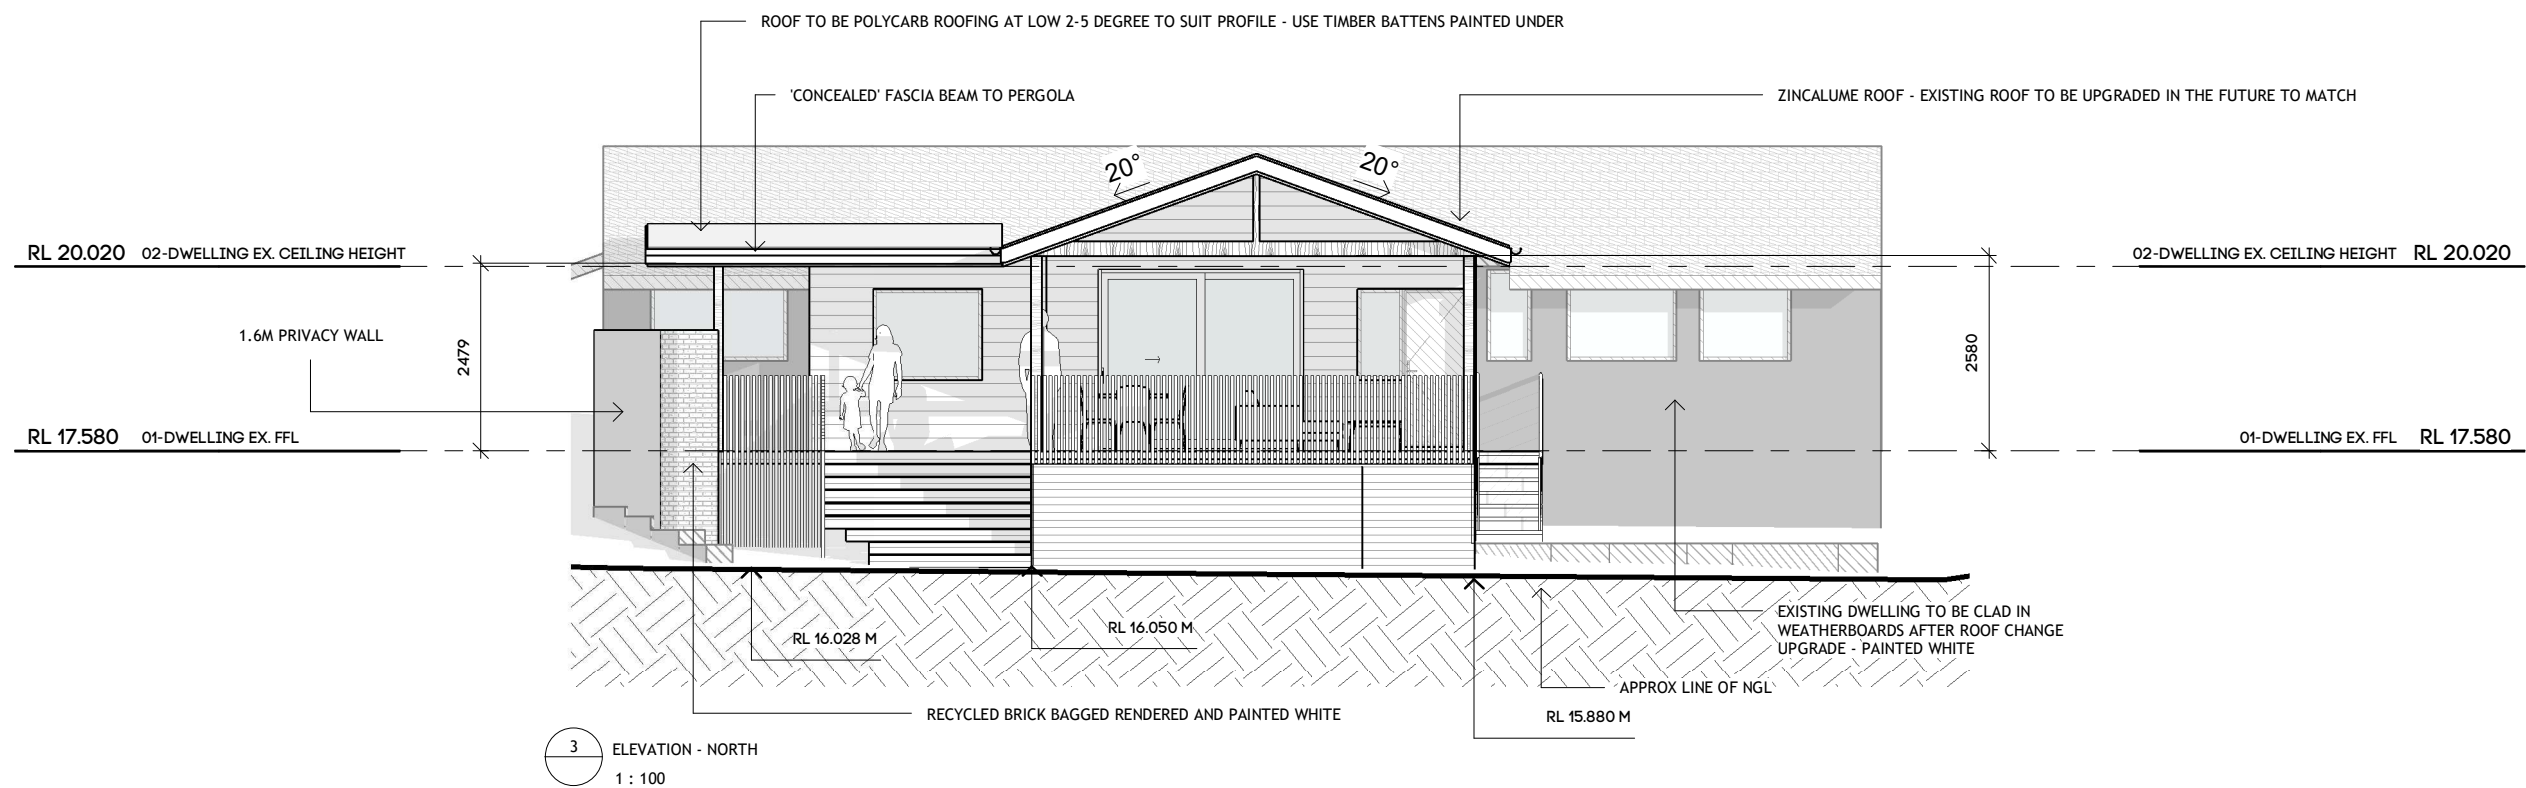 ROOF TO BE POLYCARB ROOFING AT LOW 2-5 DEGREE TO SUIT PROFILE - USE TIMBER BATTENS PAINTED UNDER
'CONCEALED' FASCIA BEAM TO PERGOLA
ZINCALUME ROOF - EXISTING ROOF TO BE UPGRADED IN THE FUTURE TO MATCH
20°
20°
RL 20.020 02-DWELLING EX. CEILING HEIGHT
02-DWELLING EX. CEILING HEIGHT RL 20.020
1.6M PRIVACY WALL
2479
2580
RL 17.580 01-DWELLING EX. FFL
01-DWELLING EX. FFL RL 17.580
RL 16.028 M
RL 16.050 M
EXISTING DWELLING TO BE CLAD IN
WEATHERBOARDS AFTER ROOF CHANGE
UPGRADE - PAINTED WHITE
APPROX LINE OF NGL
RECYCLED BRICK BAGGED RENDERED AND PAINTED WHITE
RL 15.880 M
3 ELEVATION - NORTH
1 : 100